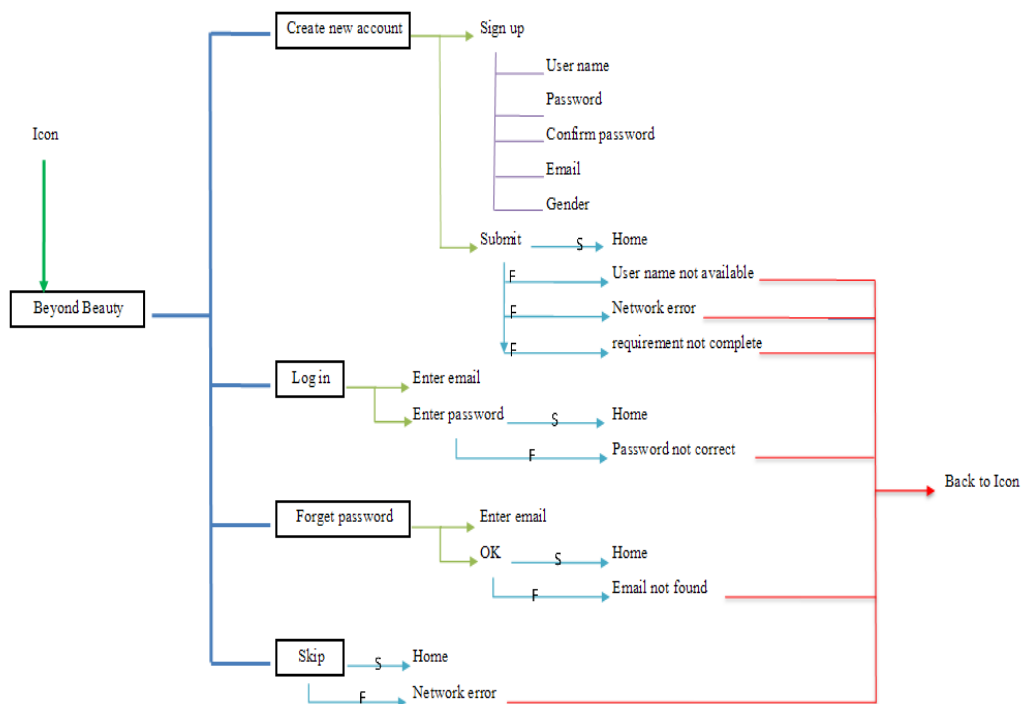 Create new account
Sign up
User name
Password
Confirm password
Email
Gender
Icon
Submit
S
Home
F
User name not available
Beyond Beauty
F
Network error
F
requirement not complete
Log in
Enter email
Enter password
S
Home
F
Password not correct
Back to Icon
Forget password
Enter email
OK
S
Home
F
Email not found
Skip
S
Home
F
Network error